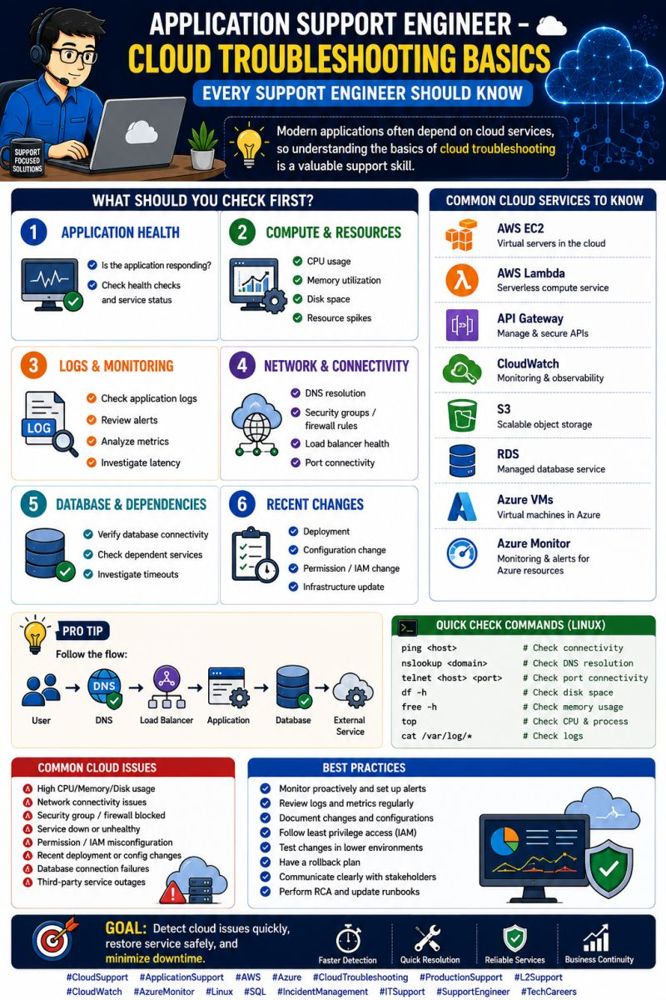 APPLICATION SUPPORT ENGINEER –
CLOUD TROUBLESHOOTING BASICS
EVERY SUPPORT ENGINEER SHOULD KNOW
Modern applications often depend on cloud services,
so understanding the basics of cloud troubleshooting
is a valuable support skill.
SUPPORT
FOCUSED
SOLUTIONS
WHAT SHOULD YOU CHECK FIRST?
1 APPLICATION HEALTH
Is the application responding?
Check health checks
and service status
2 COMPUTE & RESOURCES
CPU usage
Memory utilization
Disk space
Resource spikes
3 LOGS & MONITORING
LOG
Check application logs
Review alerts
Analyze metrics
Investigate latency
4 NETWORK & CONNECTIVITY
DNS resolution
Security groups /
firewall rules
Load balancer health
Port connectivity
5 DATABASE & DEPENDENCIES
Verify database connectivity
Check dependent services
Investigate timeouts
6 RECENT CHANGES
Deployment
Configuration change
Permission / IAM change
Infrastructure update
COMMON CLOUD SERVICES TO KNOW
AWS EC2
Virtual servers in the cloud
λ
AWS Lambda
Serverless compute service
API Gateway
Manage & secure APIs
CloudWatch
Monitoring & observability
S3
Scalable object storage
RDS
Managed database service
Azure VMs
Virtual machines in Azure
Azure Monitor
Monitoring & alerts for
Azure resources
PRO TIP
Follow the flow:
DNS
User
DNS
Load Balancer
Application
Database
External
Service
>_
QUICK CHECK COMMANDS (LINUX)
ping <host> # Check connectivity
nslookup <domain> # Check DNS resolution
telnet <host> <port> # Check port connectivity
df -h # Check disk space
free -h # Check memory usage
top # Check CPU & process
cat /var/log/* # Check logs
COMMON CLOUD ISSUES
High CPU/Memory/Disk usage
Network connectivity issues
Security group / firewall blocked
Service down or unhealthy
Permission / IAM misconfiguration
Recent deployment or config changes
Database connection failures
Third-party service outages
BEST PRACTICES
Monitor proactively and set up alerts
Review logs and metrics regularly
Document changes and configurations
Follow least privilege access (IAM)
Test changes in lower environments
Have a rollback plan
Communicate clearly with stakeholders
Perform RCA and update runbooks
GOAL: Detect cloud issues quickly,
restore service safely, and
minimize downtime.
Faster Detection
Quick Resolution
Reliable Services
Business Continuity
#CloudSupport #ApplicationSupport #AWS #Azure #CloudTroubleshooting #ProductionSupport #L2Support
#CloudWatch #AzureMonitor #Linux #SQL #IncidentManagement #ITSupport #SupportEngineer #TechCareers